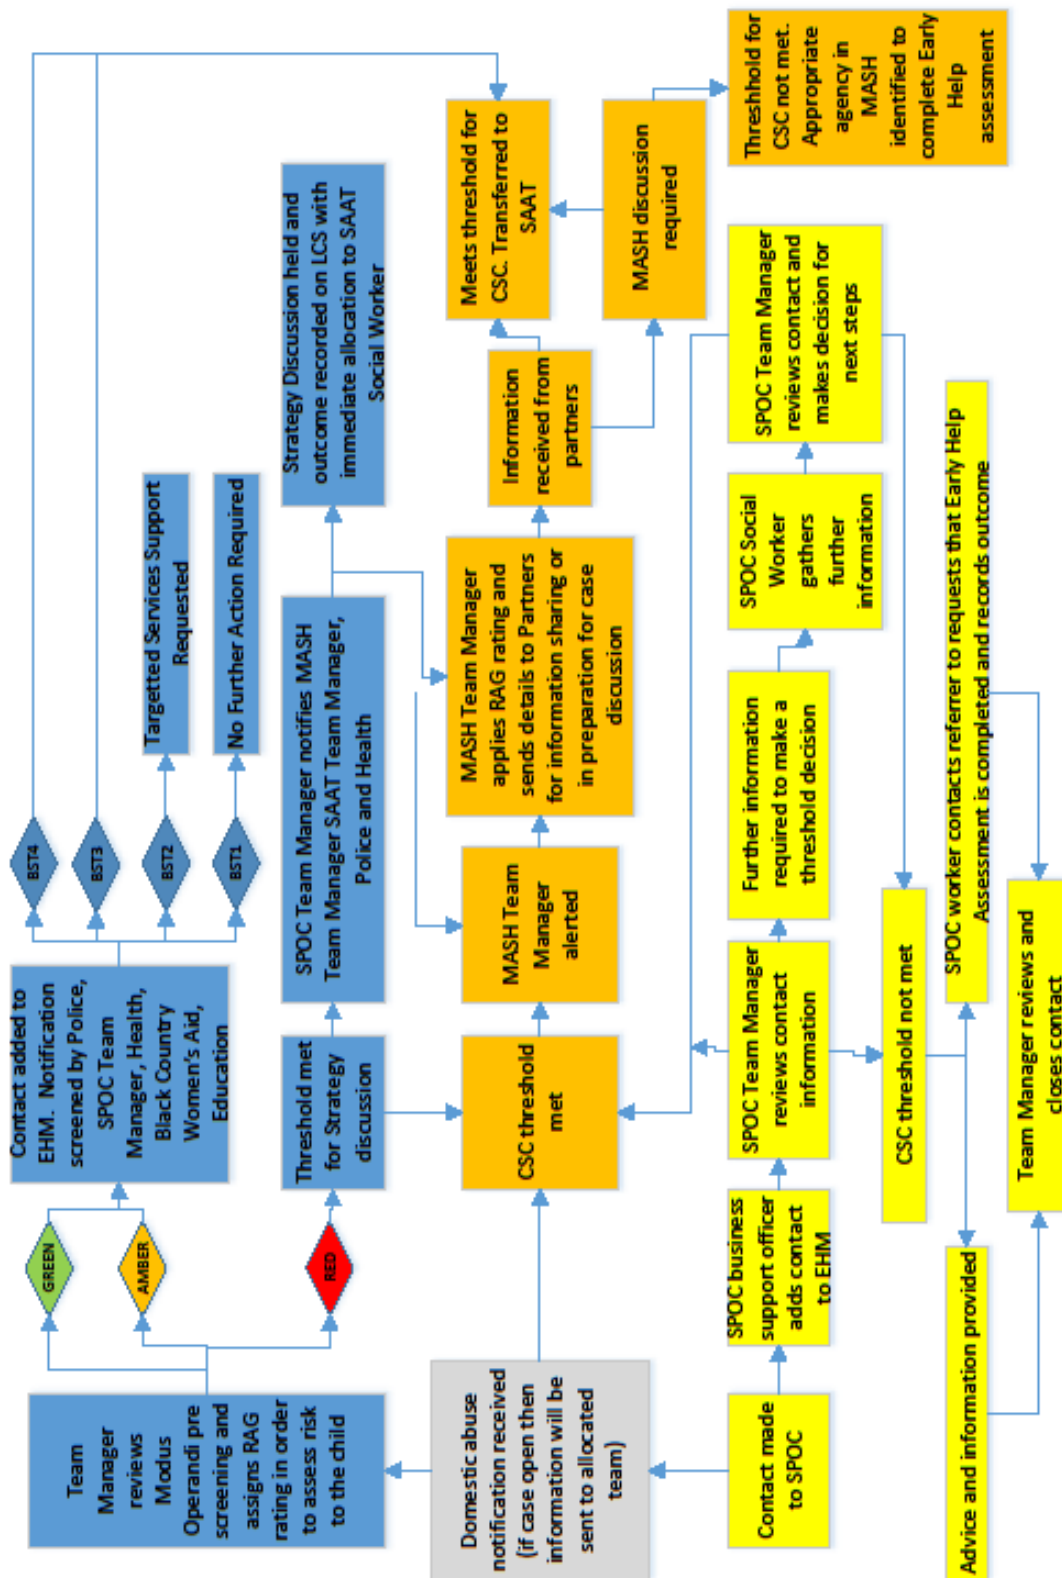 Team
Manager
reviews
Modus
Operandi pre
screening and
assigns RAG
rating in order
to assess risk
to the child
GREEN
AMBER
RED
Contact added to
EHM. Notification
screened by Police,
SPOC Team
Manager, Health,
Black Country
Women's Aid,
Education
BST4
BST3
BST2
BST1
Targetted Services Support
Requested
No Further Action Required
Threshold met
for Strategy
discussion
SPOC Team Manager notifies MASH
Team Manager SAAT Team Manager,
Police and Health
Strategy Discussion held and
outcome recorded on LCS with
immediate allocation to SAAT
Social Worker
Domestic abuse
notification received
(if case open then
information will be
sent to allocated
team)
CSC threshold
met
MASH Team
Manager
alerted
MASH Team Manager
applies RAG rating and
sends details to Partners
for information sharing or
in preparation for case
discussion
Information
received from
partners
Meets threshold for
CSC. Transferred to
SAAT
MASH discussion
required
Threshhold for
CSC not met.
Appropriate
agency in
MASH
identified to
complete Early
Help
assessment
Contact made
to SPOC
SPOC business
support officer
adds contact
to EHM
SPOC Team Manager
reviews contact
information
Further information
required to make a
threshold decision
SPOC Social
Worker
gathers
further
information
SPOC Team Manager
reviews contact and
makes decision for
next steps
CSC threshold not met
Advice and information provided
SPOC worker contacts referrer to requests that Early Help
Assessment is completed and records outcome
Team Manager reviews and
closes contact